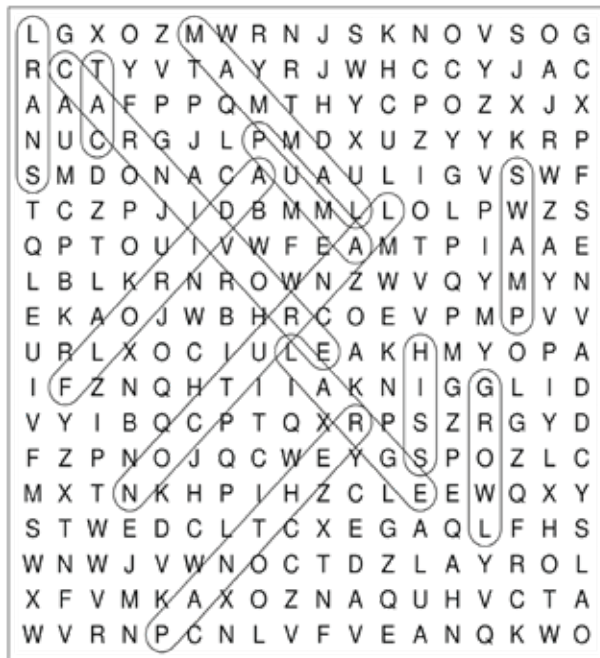 L G X O Z M W R N J S K N O V S O G
R C T Y V T A Y R J W H C C Y J A C
A A A F P P Q M T H Y C P O Z X J X
N U C R G J L P M D X U Z Y Y K R P
S M D O N A C A U A U L I G V S W F
T C Z P J I D B M M L L O L P W Z S
Q P T O U I V W F E A M T P I A A E
L B L K R N R O W N Z W V Q Y M Y N
E K A O J W B H R C O E V P M P V V
U R L X O C I U L E A K H M Y O P A
I F Z N Q H T I I A K N I G G L I D
V Y I B Q C P T Q X R P S Z R G Y D
F Z P N O J Q C W E Y G S P O Z L C
M X T N K H P I H Z C L E E W Q X Y
S T W E D C L T C X E G A Q L F H S
W N W J V W N O C T D Z L A Y R O L
X F V M K A X O Z N A Q U H V C T A
W V R N P C N L V F V E A N Q K W O